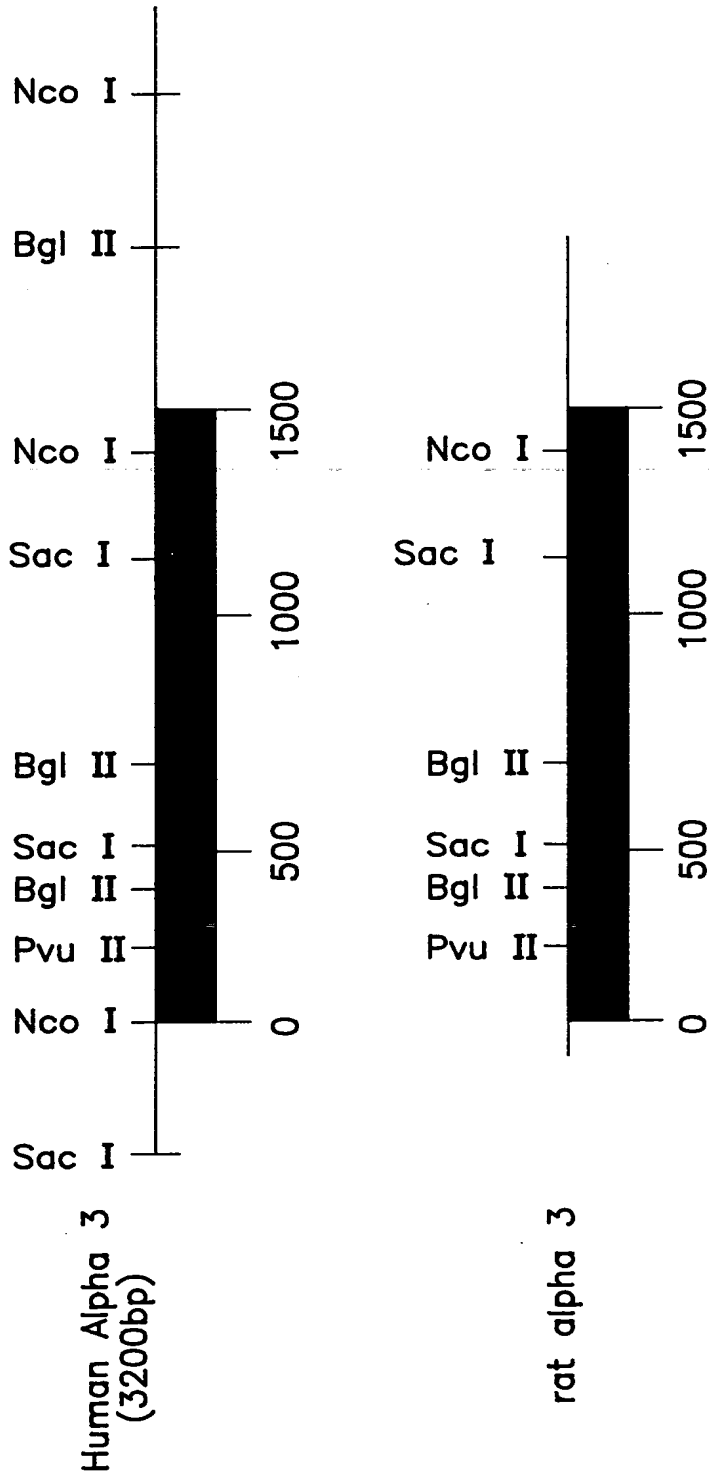 Human Alpha 3
(3200bp)
Sac I
Nco I
Pvu II
Bgl II
Sac I
Bgl II
Sac I
Nco I
Bgl II
Nco I
0
500
1000
1500
rat alpha 3
Pvu II
Bgl II
Sac I
Bgl II
Sac I
Nco I
0
500
1000
1500